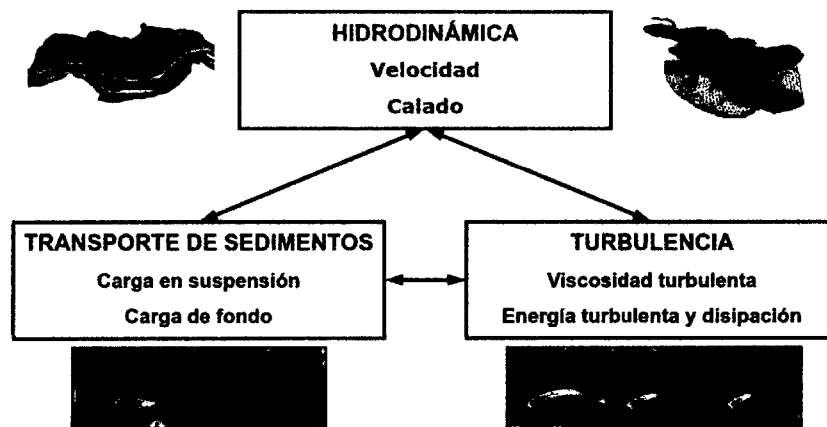 HIDRODINÁMICA
Velocidad
Calado
TRANSPORTE DE SEDIMENTOS
Carga en suspensión
Carga de fondo
TURBULENCIA
Viscosidad turbulenta
Energía turbulenta y disipación